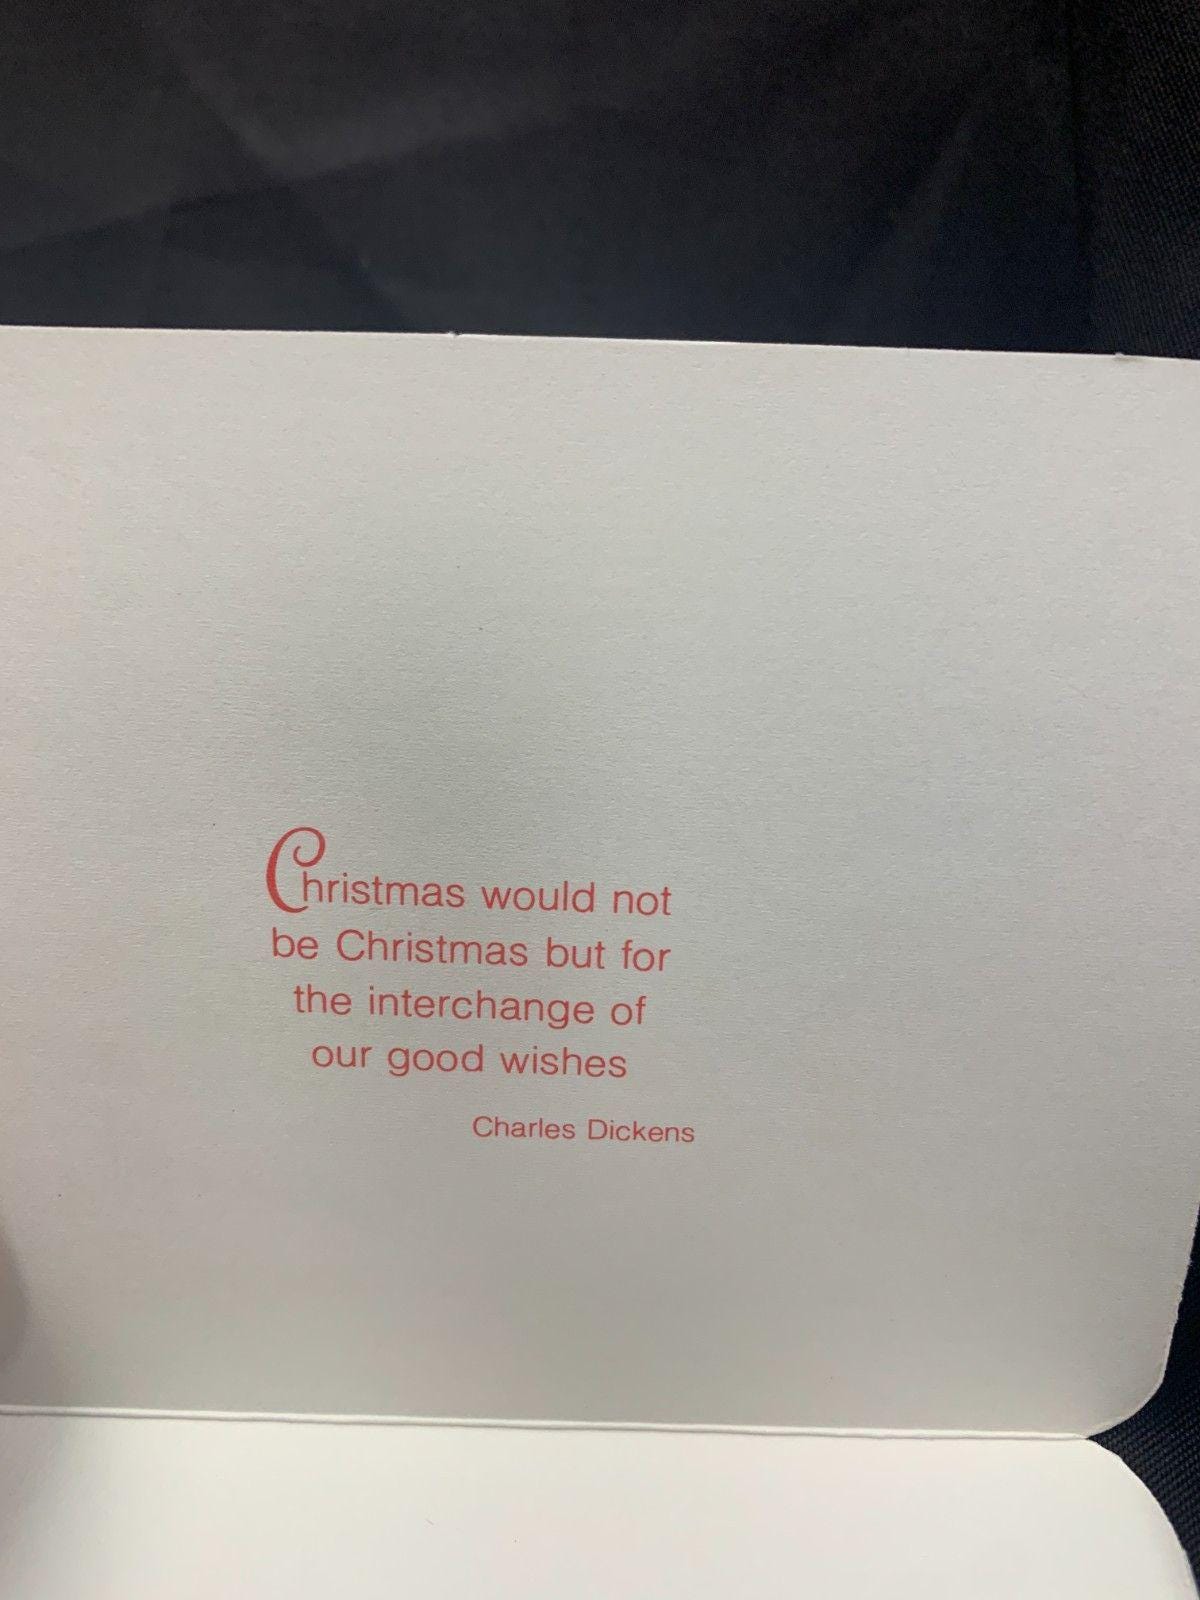 Christmas would not
be Christmas but for
the interchange of
our good wishes
Charles Dickens